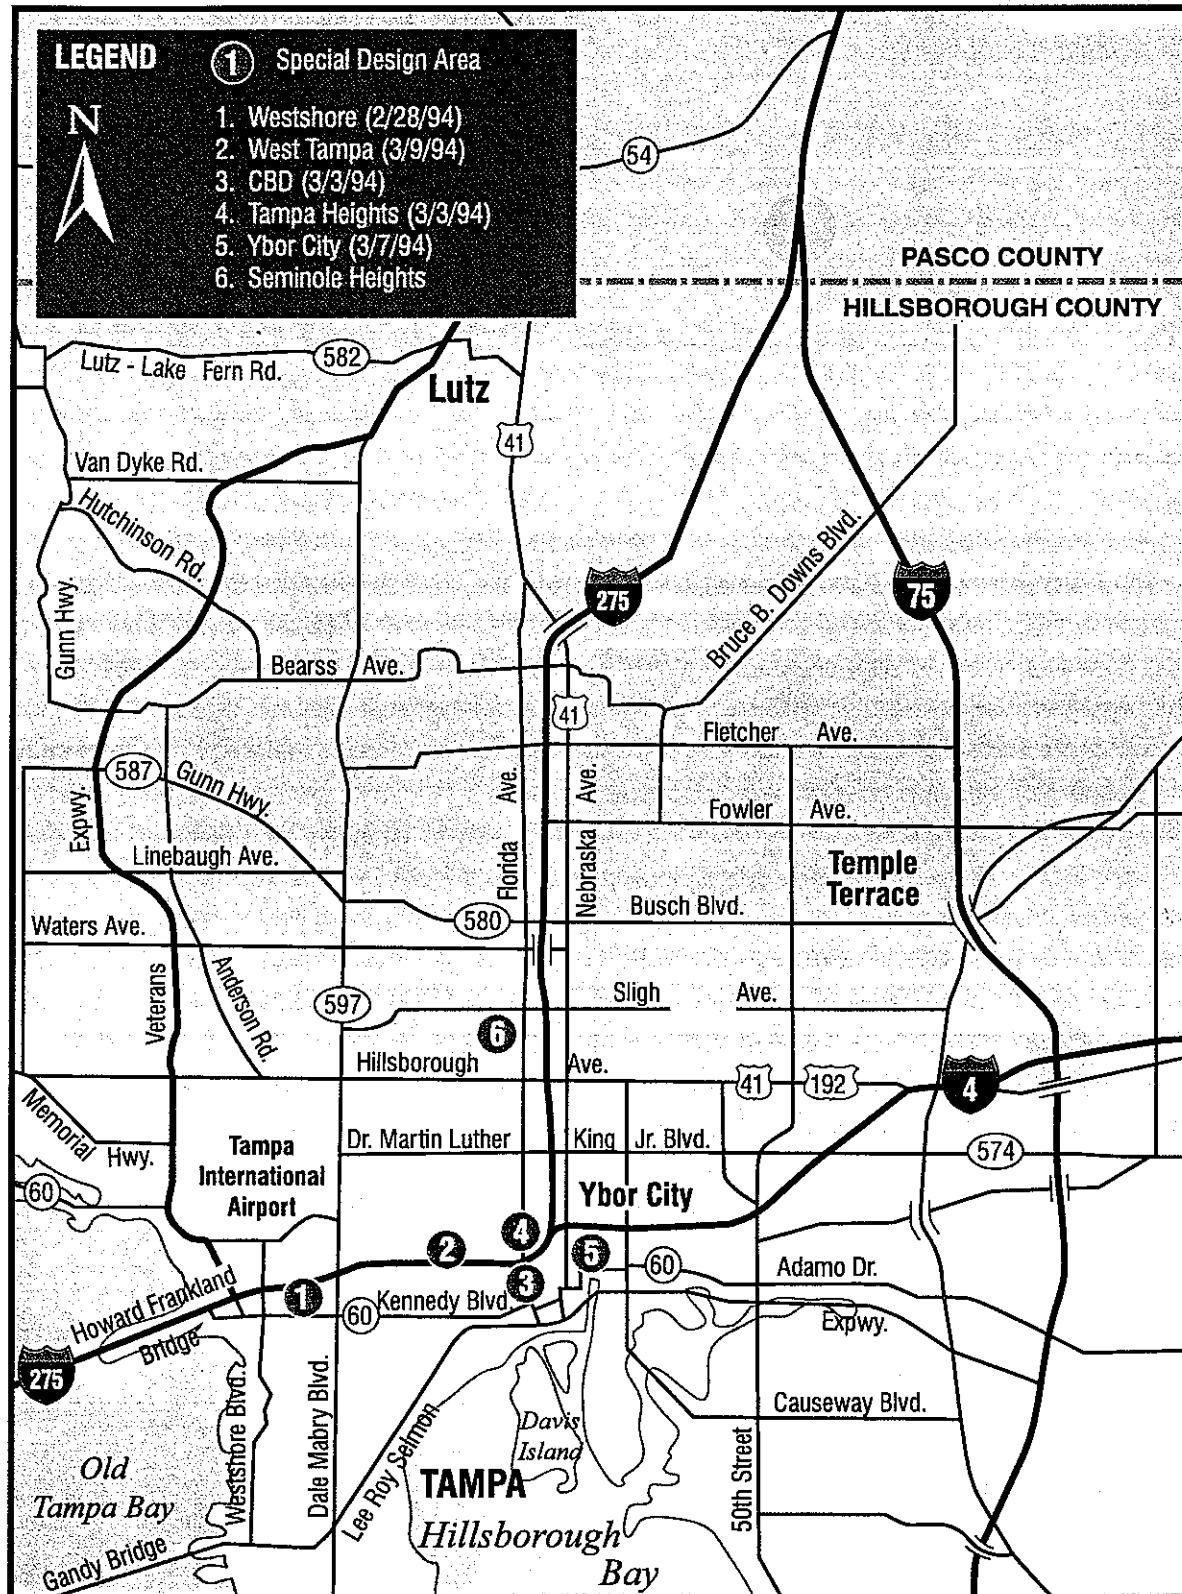 LEGEND
1 Special Design Area
N
1. Westshore (2/28/94)
2. West Tampa (3/9/94)
3. CBD (3/3/94)
4. Tampa Heights (3/3/94)
5. Ybor City (3/7/94)
6. Seminole Heights
54
PASCO COUNTY
HILLSBOROUGH COUNTY
582
Lutz - Lake Fern Rd.
Lutz
41
Van Dyke Rd.
Hutchinson Rd.
Gunn Hwy.
275
75
Bruce B. Downs Blvd.
Bearss Ave.
41
Fletcher Ave.
587
Gunn Hwy.
Expwy.
Florida Ave.
Nebraska Ave.
Fowler Ave.
Linebaugh Ave.
Temple
Terrace
580
Busch Blvd.
Waters Ave.
Veterans
Anderson Rd.
597
Sligh Ave.
6
Hillsborough Ave.
41
192
4
Memorial Hwy.
Dr. Martin Luther King Jr. Blvd.
574
Tampa
International
Airport
60
Ybor City
4
2
5
60
Adamo Dr.
3
1
Howard Frankland
Bridge
60
Kennedy Blvd.
Expwy.
275
Westshore Blvd.
Dale Mabry Blvd.
Lee Roy Selmon
Davis
Island
Causeway Blvd.
50th Street
Old
Tampa Bay
TAMPA
Hillsborough
Bay
Gandy Bridge